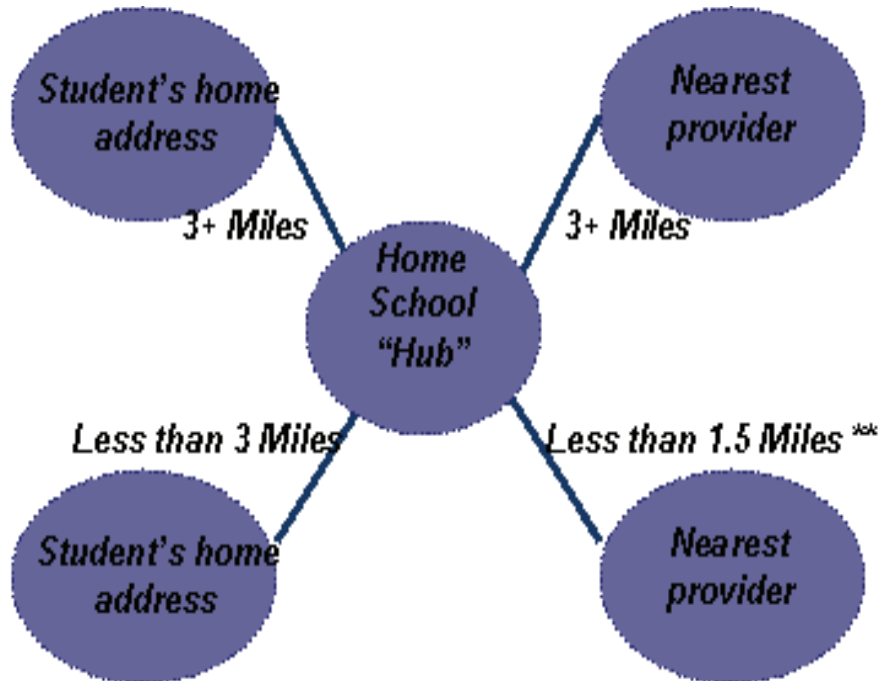 Student's home
address
Nearest
provider
3+ Miles
3+ Miles
Home
School
“Hub”
Less than 3 Miles
Less than 1.5 Miles **
Student's home
address
Nearest
provider